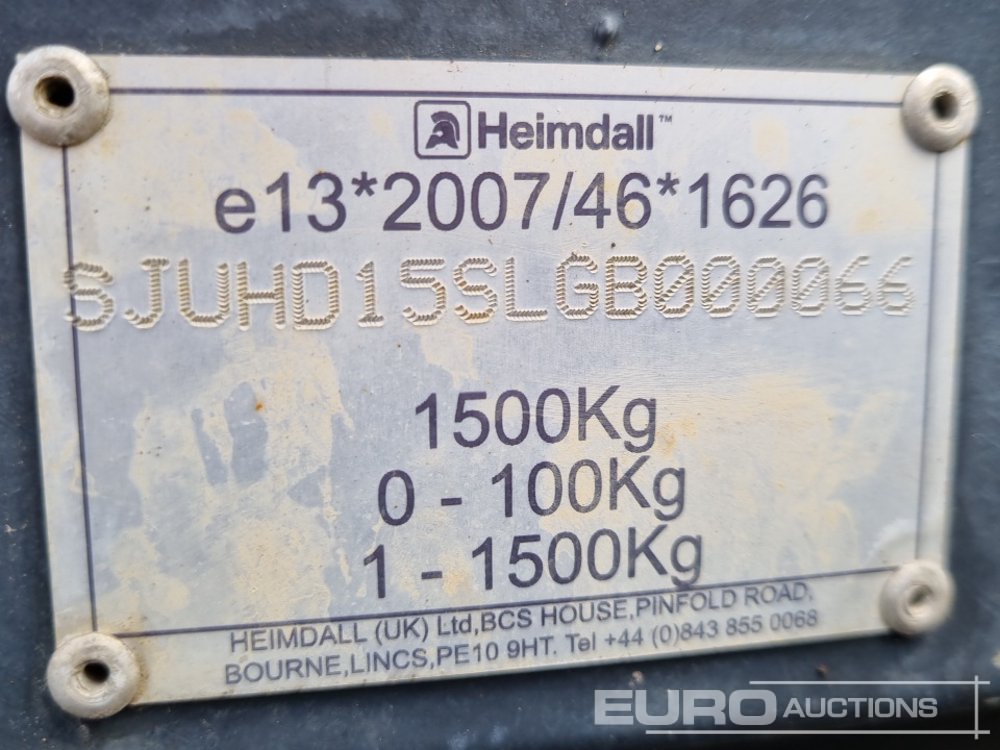 Heimdall™
e13*2007/46*1626
SJUHD15SLGB000066
1500Kg
0 - 100Kg
1 - 1500Kg
HEIMDALL (UK) Ltd,BCS HOUSE,PINFOLD ROAD,
BOURNE,LINCS,PE10 9HT. Tel +44 (0)843 855 0068
EURO AUCTIONS